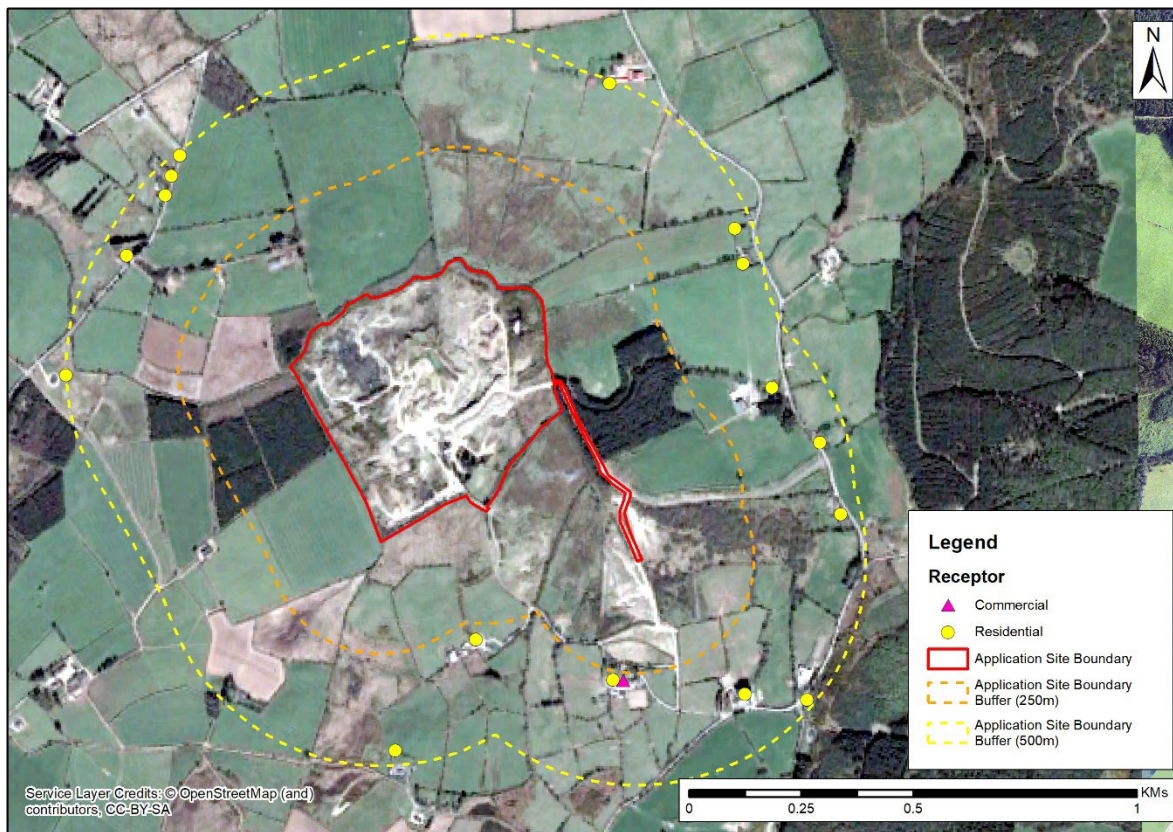 N
Legend
Receptor
Commercial
Residential
Application Site Boundary
Application Site Boundary
Buffer (250m)
Application Site Boundary
Buffer (500m)
Service Layer Credits: © OpenStreetMap (and)
contributors, CC-BY-SA
KMs
0 0.25 0.5 1